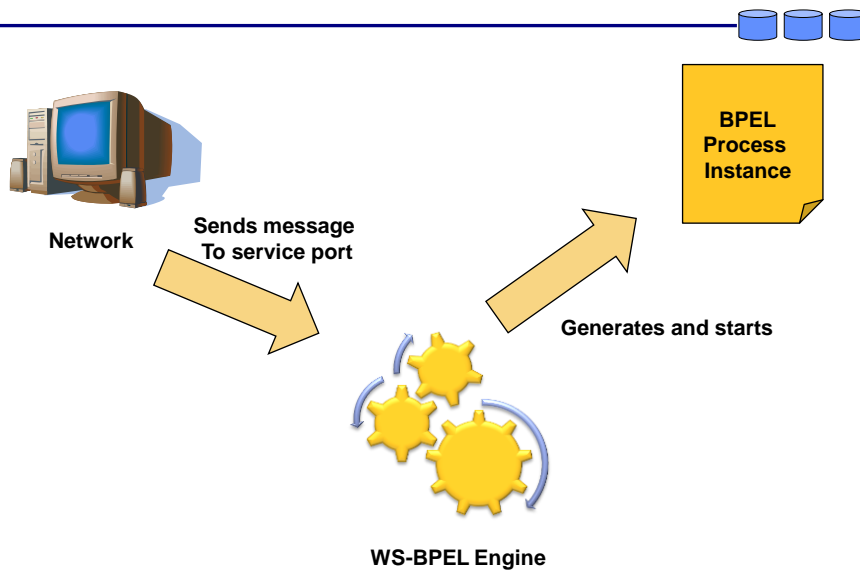 BPEL
Process
Instance
Network
Sends message
To service port
Generates and starts
WS-BPEL Engine